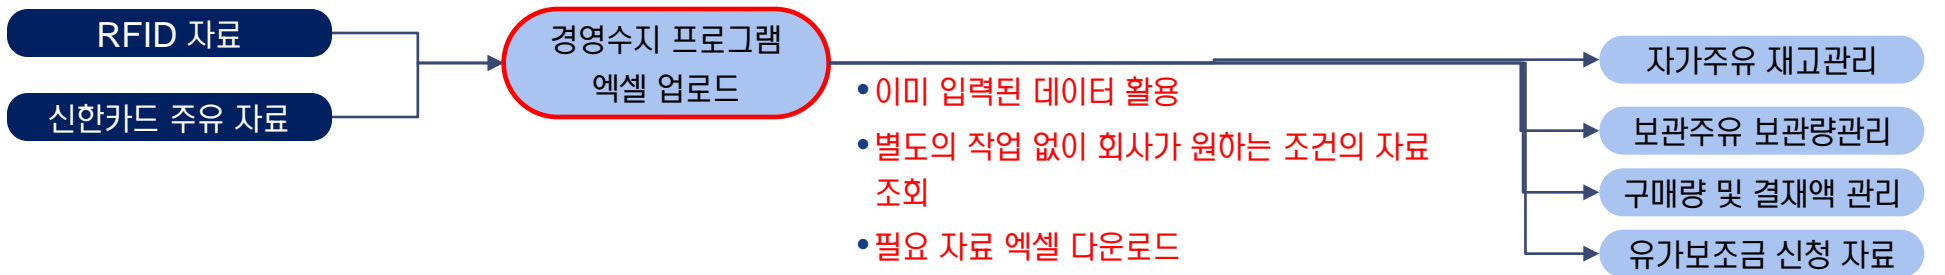 RFID 자료
신한카드 주유 자료
경영수지 프로그램
엑셀 업로드
•이미 입력된 데이터 활용
•별도의 작업 없이 회사가 원하는 조건의 자료
조회
•필요 자료 엑셀 다운로드
자가주유 재고관리
보관주유 보관량관리
구매량 및 결재액 관리
유가보조금 신청 자료